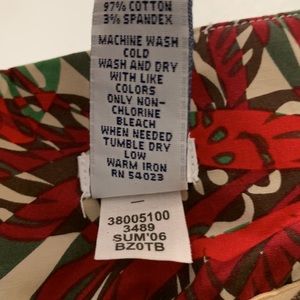 97% COTTON
3% SPANDEX
MACHINE WASH
COLD
WASH AND DRY
WITH LIKE
COLORS
ONLY NON-
CHLORINE
BLEACH
WHEN NEEDED
TUMBLE DRY
LOW
WARM IRON
RN 54023
38005100
3489
SUM'06
BZ0TB